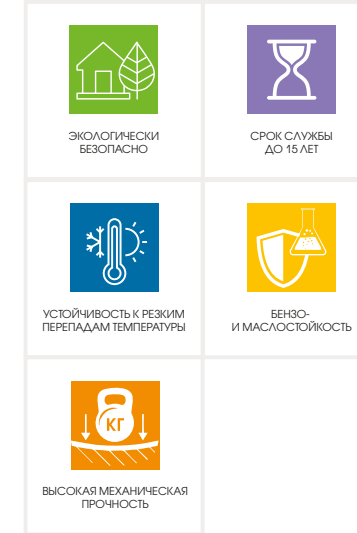 ЭКОЛОГИЧЕСКИ
БЕЗОПАСНО
СРОК СЛУЖБЫ
ДО 15 ЛЕТ
УСТОЙЧИВОСТЬ К РЕЗКИМ
ПЕРЕПАДАМ ТЕМПЕРАТУРЫ
БЕНЗО-
И МАСЛОСТОЙКОСТЬ
КГ
ВЫСОКАЯ МЕХАНИЧЕСКАЯ
ПРОЧНОСТЬ